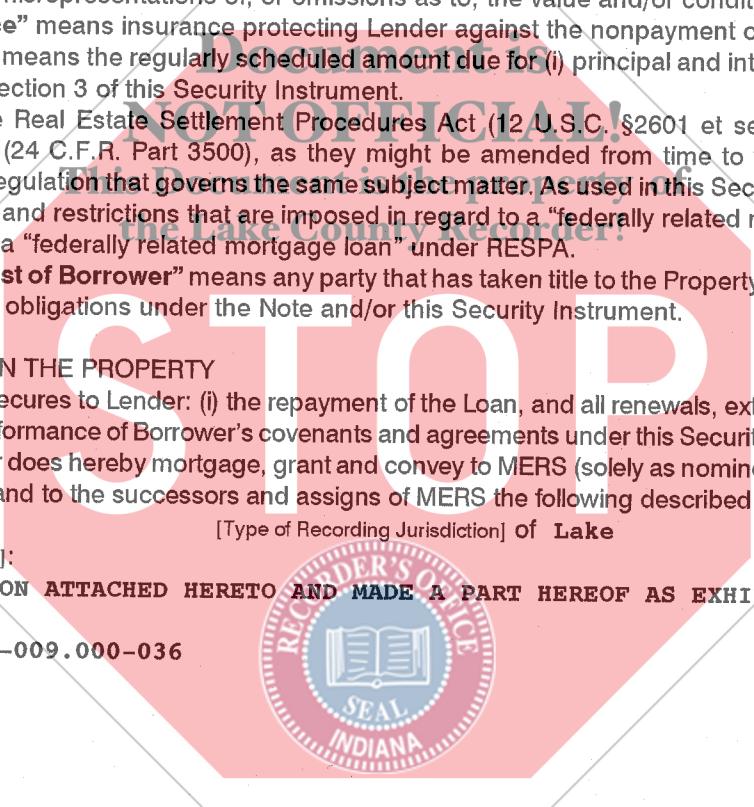 misrepresentations of, or omissions as to, the value and/or condit
ce” means insurance protecting Lender against the nonpayment o
means the regularly scheduled amount due for (i) principal and int
ection 3 of this Security Instrument.
e Real Estate Settlement Procedures Act (12 U.S.C. §2601 et se
(24 C.F.R. Part 3500), as they might be amended from time to
egulation that governs the same subject matter. As used in this Sec
and restrictions that are imposed in regard to a “federally related m
a “federally related mortgage loan” under RESPA.
st of Borrower” means any party that has taken title to the Property
obligations under the Note and/or this Security Instrument.
N THE PROPERTY
ecures to Lender: (i) the repayment of the Loan, and all renewals, ext
formance of Borrower’s covenants and agreements under this Securit
r does hereby mortgage, grant and convey to MERS (solely as nomine
and to the successors and assigns of MERS the following described
[Type of Recording Jurisdiction] of Lake
]:
ON ATTACHED HERETO AND MADE A PART HEREOF AS EXHI
-009.000-036
Document is
NOT OFFICIAL!
This Document is the property of
the Lake County Recorder!
STOP
RECORDER'S OFFICE
SEAL
INDIANA